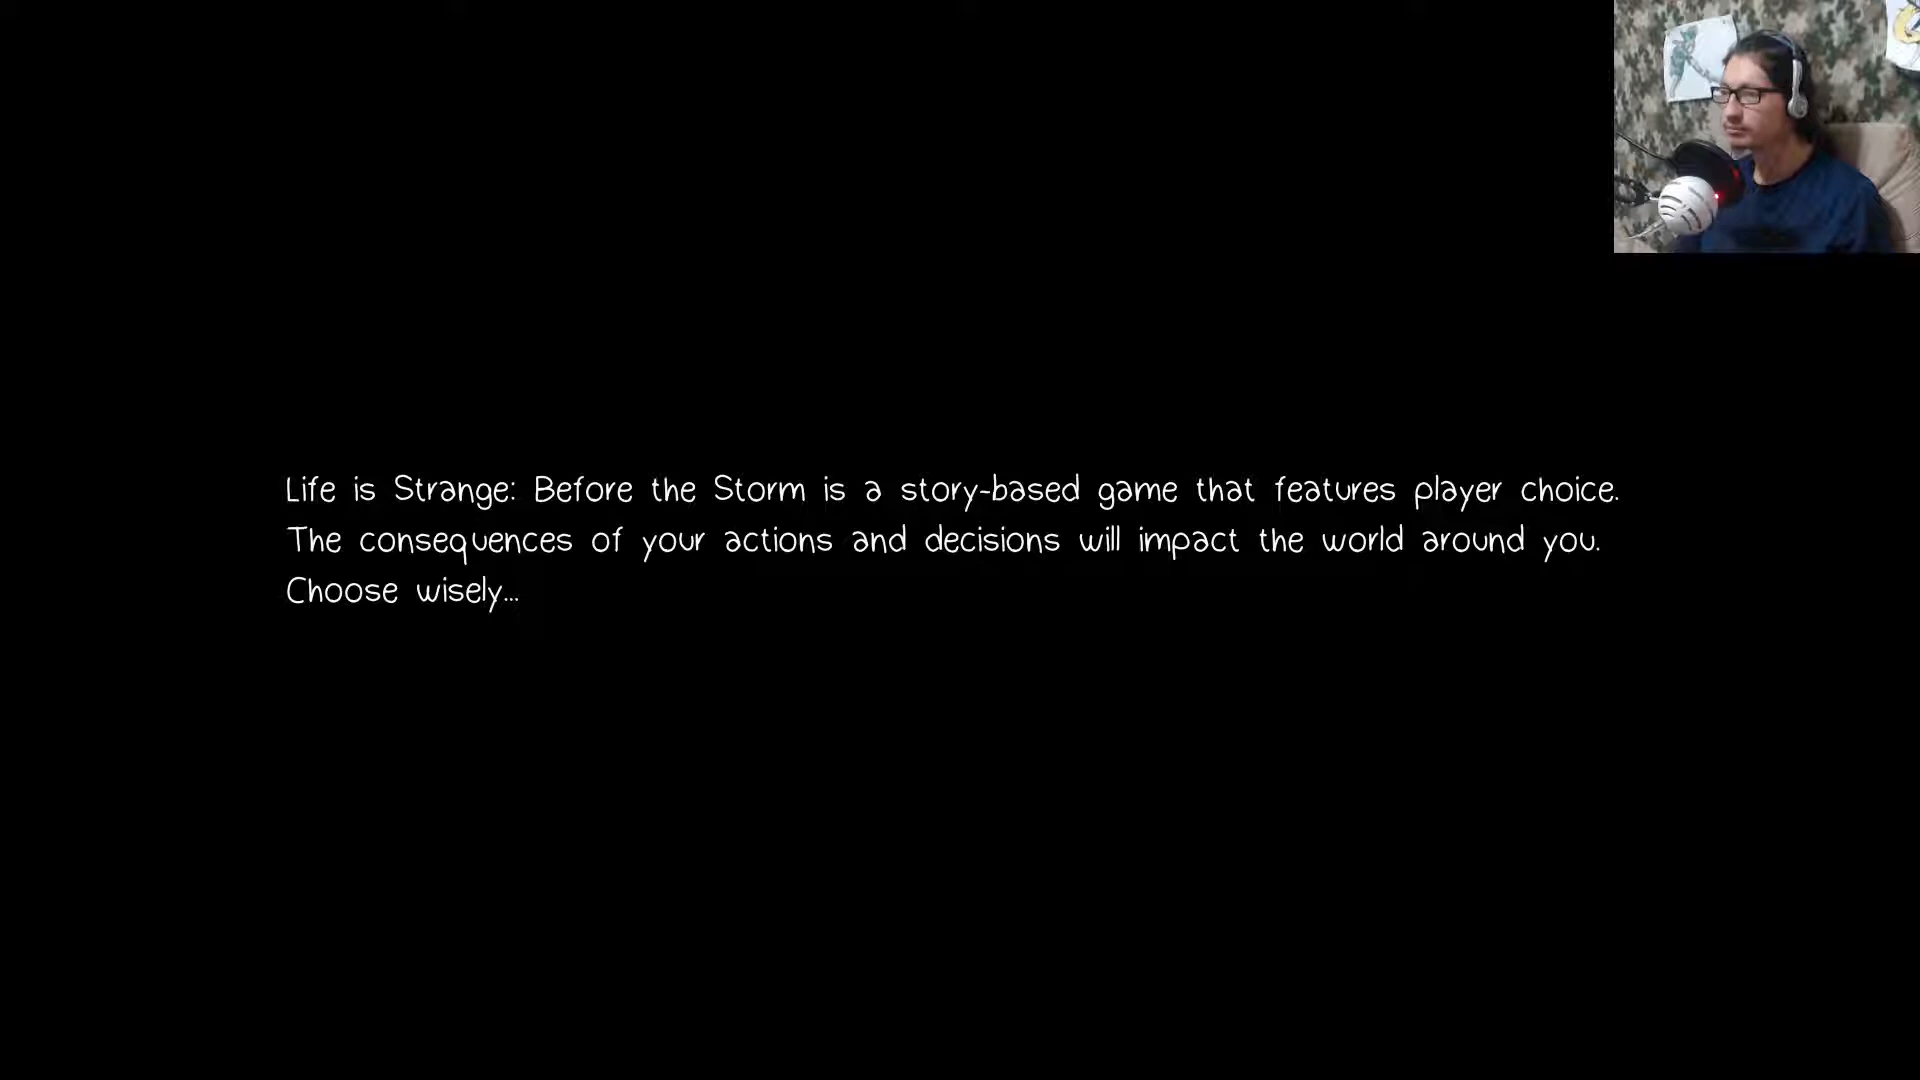 Life is Strange: Before the Storm is a story-based game that features player choice.
The consequences of your actions and decisions will impact the world around you.
Choose wisely...